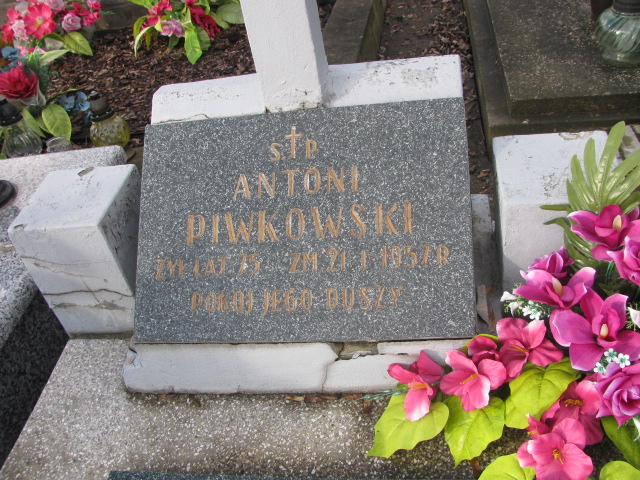 Ś✝P
ANTONI
PIWKOWSKI
ŻYŁ LAT 75 ZM. 21.1.1957 R
POKÓJ JEGO DUSZY